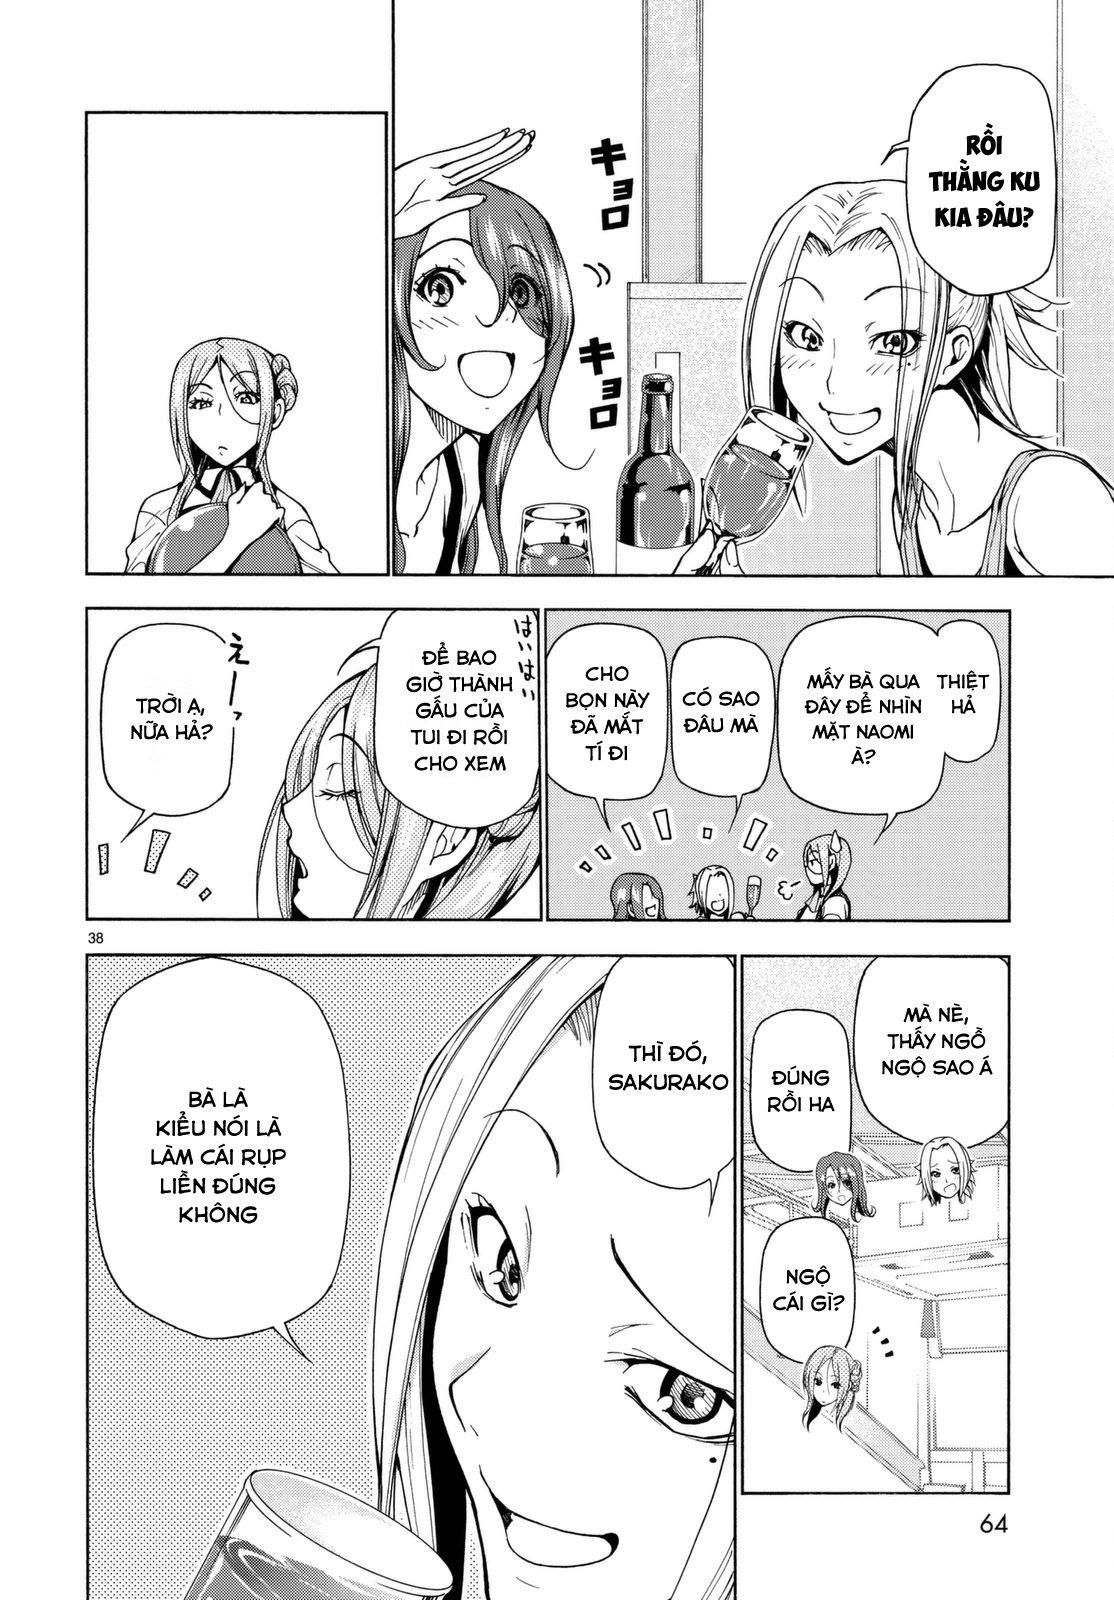 RỒI
THẰNG KU
KIA ĐÂU?
キョロ
キョロ
THIỆT
HẢ
MẤY BÀ QUA
ĐÂY ĐỂ NHÌN
MẶT NAOMI
À?
CÓ SAO
ĐÂU MÀ
CHO
BỌN NÀY
ĐÃ MẮT
TÍ ĐI
はいはい
ĐỂ BAO
GIỜ THÀNH
GẤU CỦA
TUI ĐI RỒI
CHO XEM
えーっ
TRỜI Ạ,
NỮA HẢ?
38
MÀ NÈ,
THẤY NGỒ
NGỘ SAO Á
ĐÚNG
RỒI HA
NGỘ
CÁI GÌ?
THÌ ĐÓ,
SAKURAKO
BÀ LÀ
KIỂU NÓI LÀ
LÀM CÁI RỤP
LIỀN ĐÚNG
KHÔNG
64